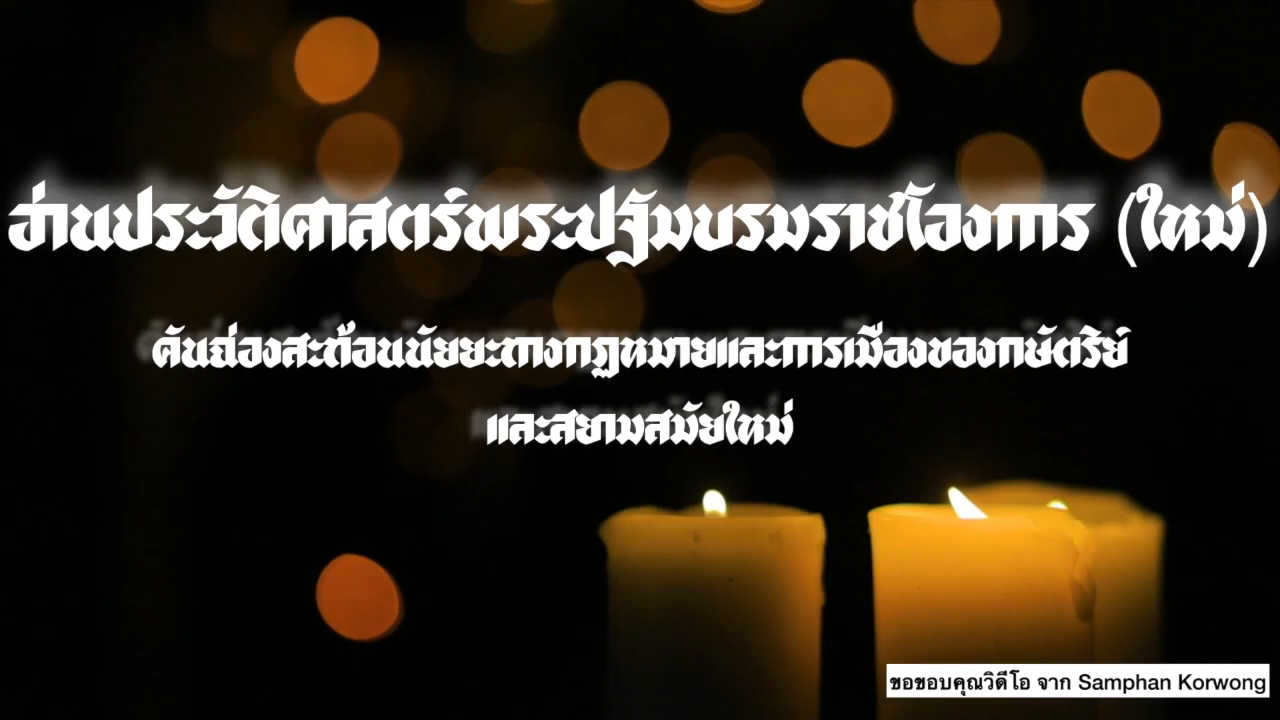 อ่านประวัติศาสตร์พระปฐมบรมราชโองการ (ใหม่)
คันฉ่องสะท้อนนัยยะทางกฎหมายและการเมืองของกษัตริย์
และสยามสมัยใหม่
ขอขอบคุณวิดีโอ จาก Samphan Korwong